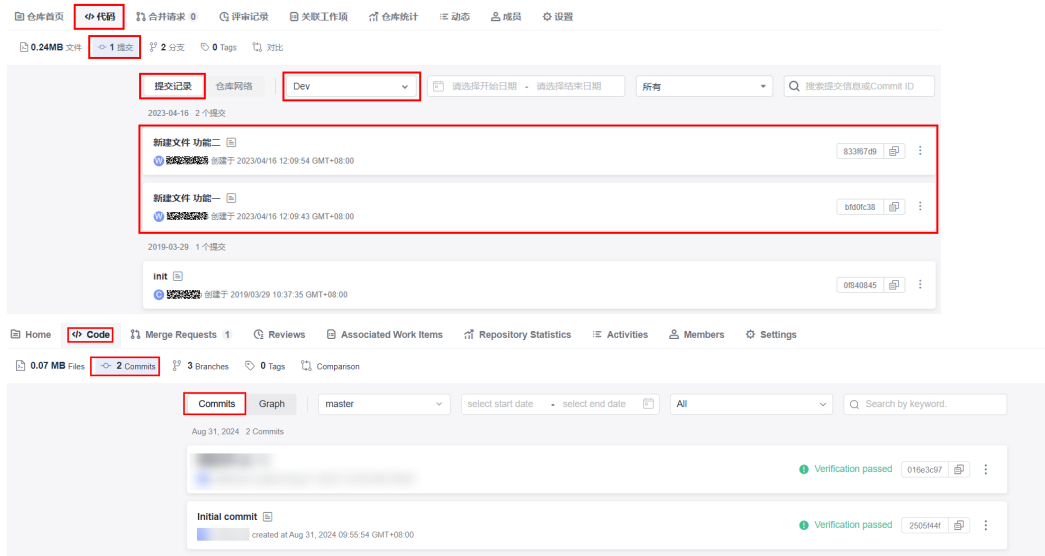 仓库首页 代码 合并请求 0 评审记录 关联工作项 仓库统计 动态 成员 设置
0.24MB 文件 1 提交 2 分支 0 Tags 对比
提交记录 仓库网络 Dev 请选择开始日期 - 请选择结束日期 所有 搜索提交信息或Commit ID
2023-04-16 2 个提交
新建文件 功能二
W 创建于 2023/04/16 12:09:54 GMT+08:00 833f67d9
新建文件 功能一
W 创建于 2023/04/16 12:09:43 GMT+08:00 bfd0fc38
2019-03-29 1 个提交
init
C 创建于 2019/03/29 10:37:35 GMT+08:00 0f840845
Home Code Merge Requests 1 Reviews Associated Work Items Repository Statistics Activities Members Settings
0.07 MB Files 2 Commits 3 Branches 0 Tags Comparison
Commits Graph master select start date - select end date All Search by keyword.
Aug 31, 2024 2 Commits
Verification passed 016e3c97
Initial commit
created at Aug 31, 2024 09:55:54 GMT+08:00 Verification passed 2505f44f